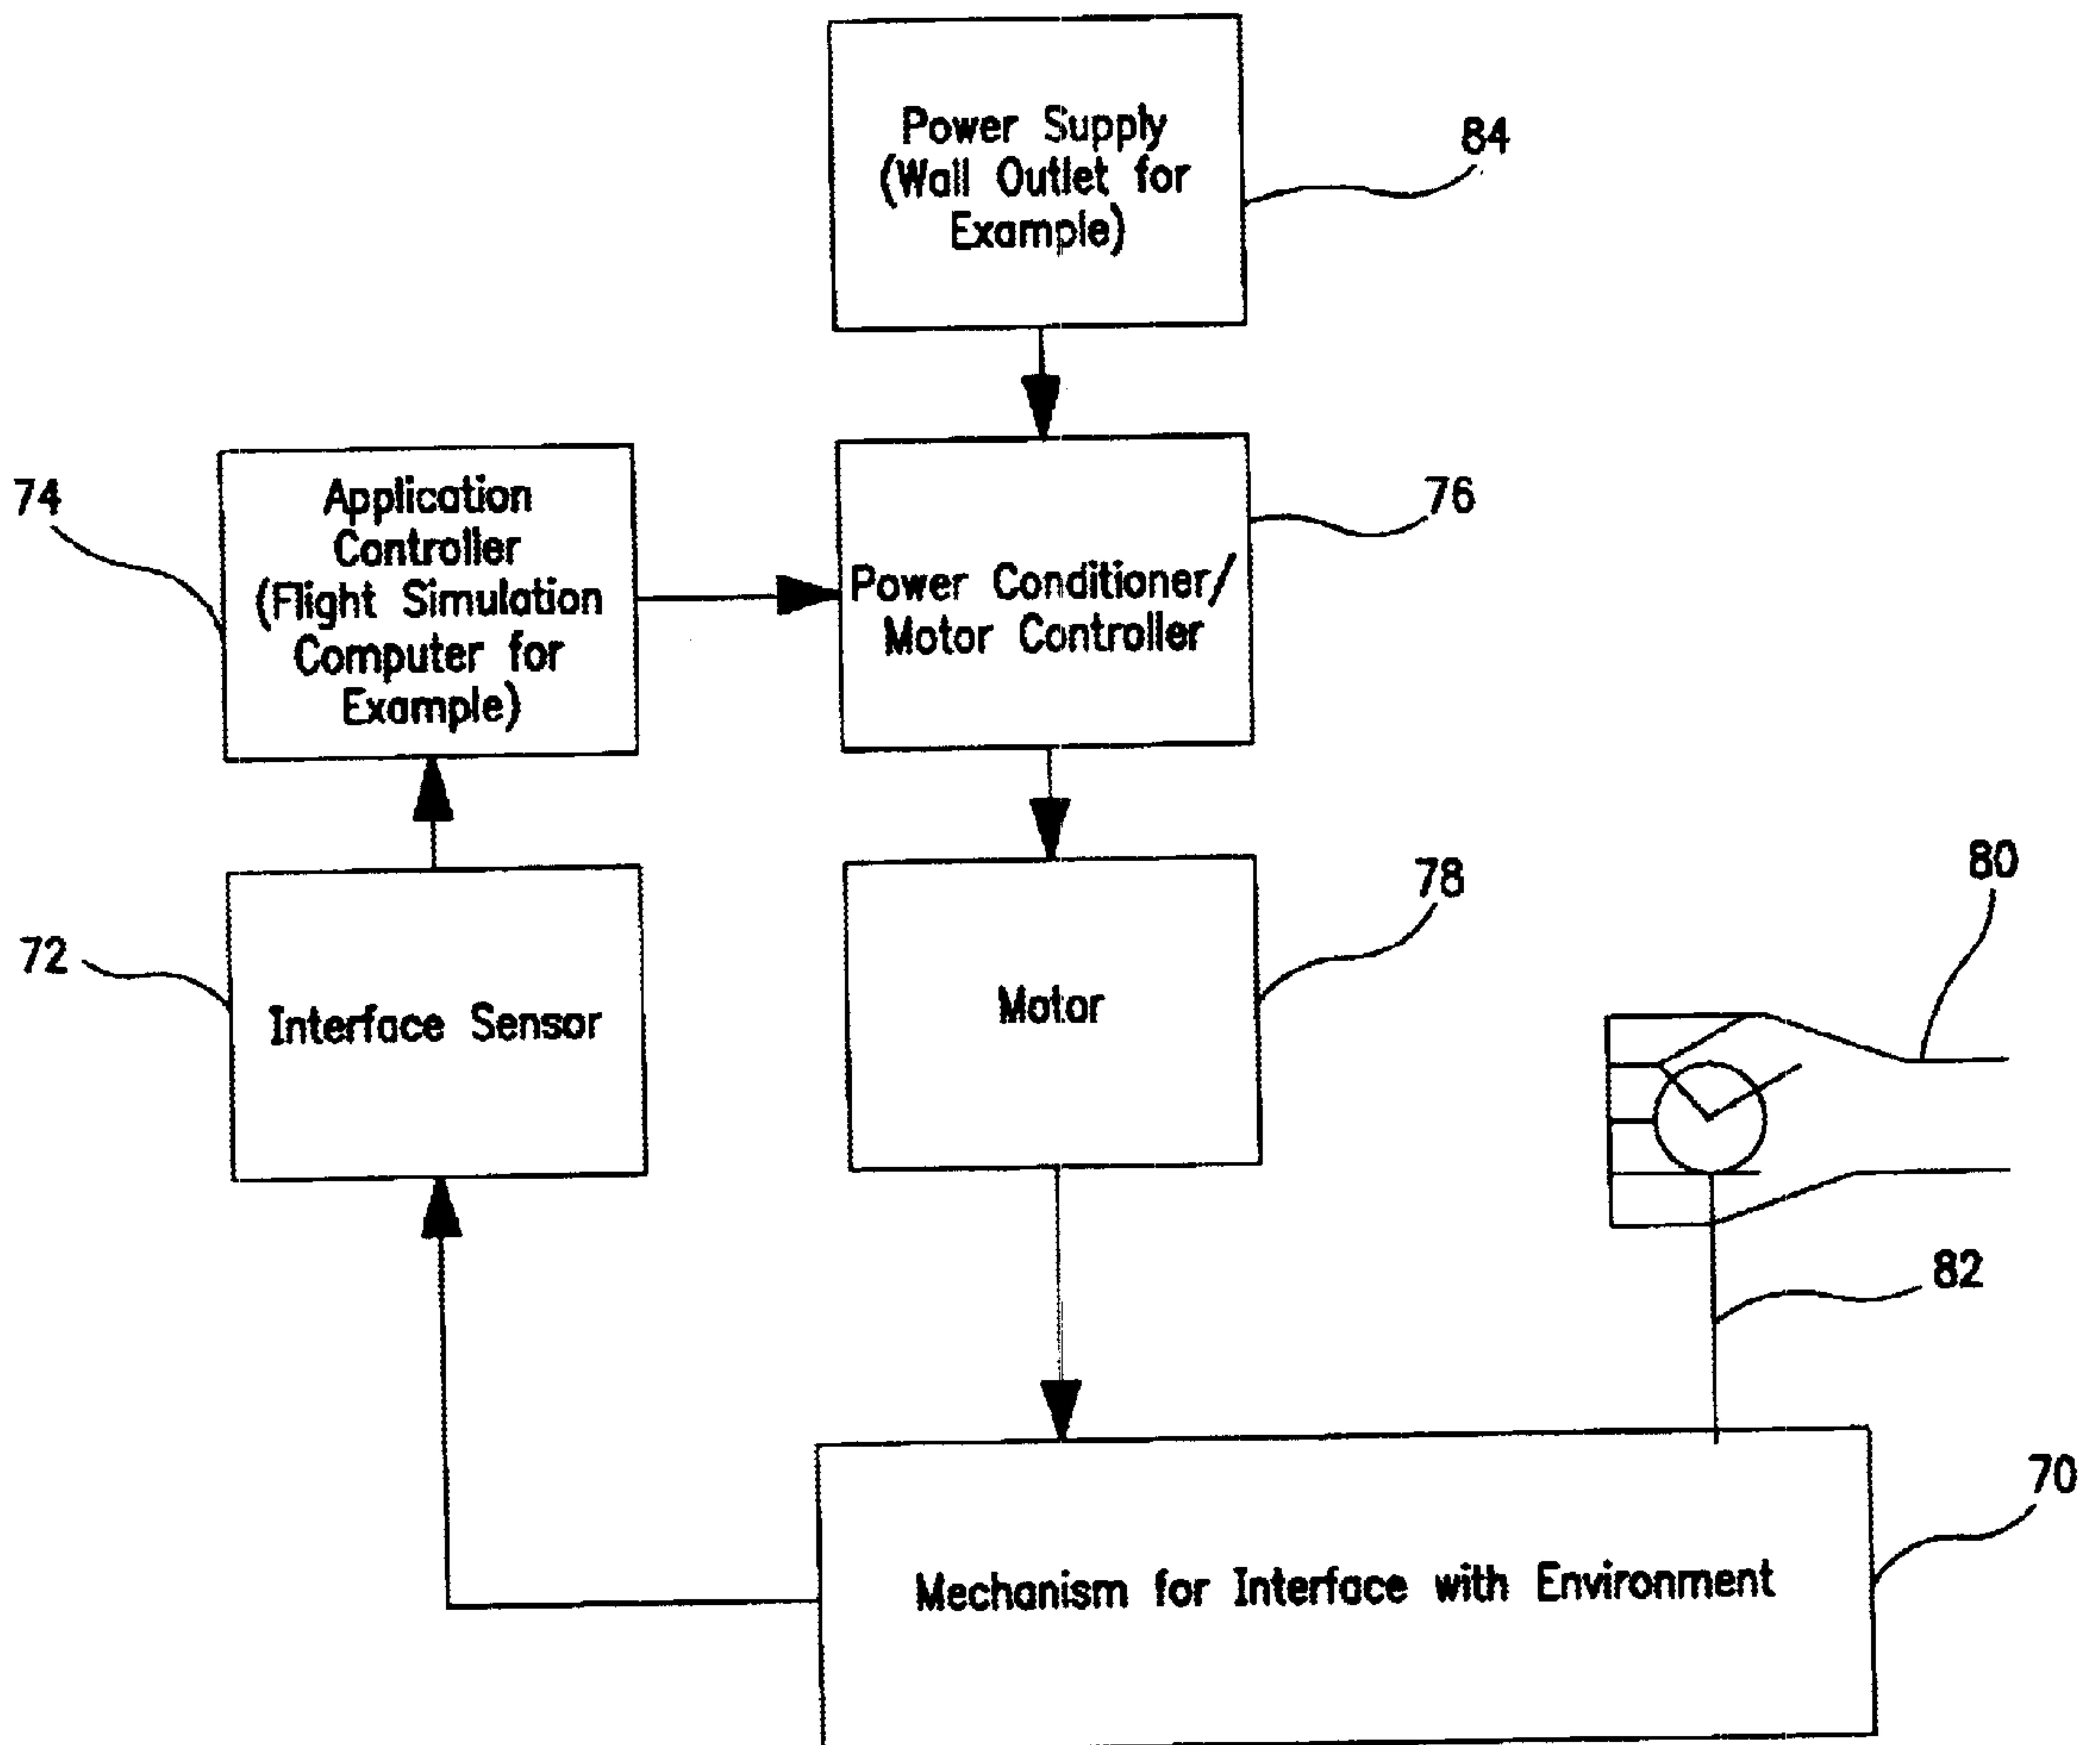 Power Supply
(Wall Outlet for
Example)
84
74
Application
Controller
(Flight Simulation
Computer for
Example)
Power Conditioner/
Motor Controller
76
72
Interface Sensor
Motor
78
80
82
Mechanism for Interface with Environment
70